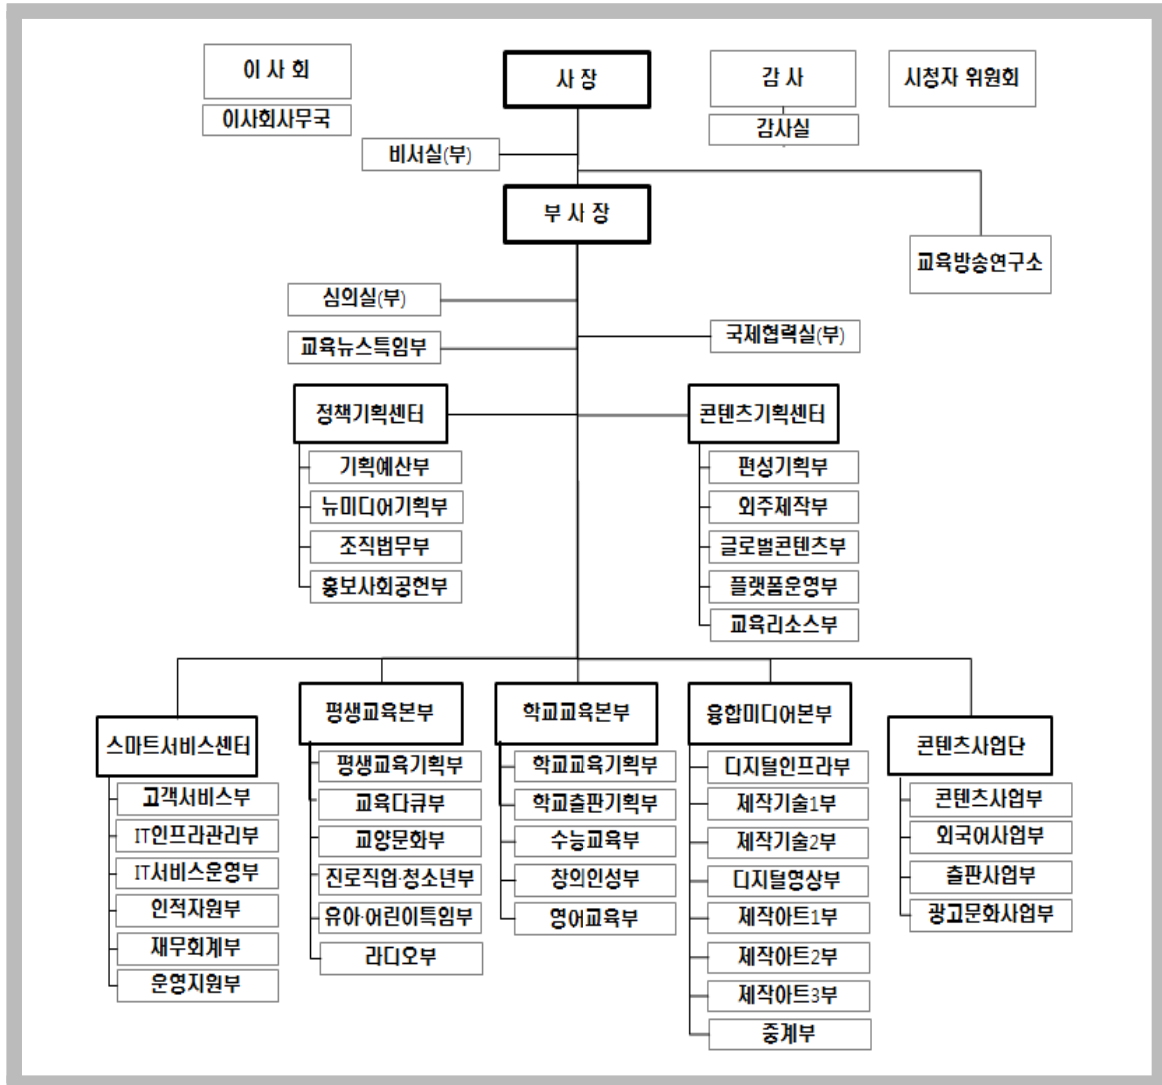 이 사 회
사 장
감 사
시청자 위원회
이사회사무국
감사실
비서실(부)
부 사 장
교육방송연구소
심의실(부)
국제협력실(부)
교육뉴스특임부
정책기획센터
기획예산부
뉴미디어기획부
조직법무부
홍보사회공헌부
콘텐츠기획센터
편성기획부
외주제작부
글로벌콘텐츠부
플랫폼운영부
교육리소스부
스마트서비스센터
고객서비스부
IT인프라관리부
IT서비스운영부
인적자원부
재무회계부
운영지원부
평생교육본부
평생교육기획부
교육다큐부
교양문화부
진로직업·청소년부
유아·어린이특임부
라디오부
학교교육본부
학교교육기획부
학교출판기획부
수능교육부
창의인성부
영어교육부
융합미디어본부
디지털인프라부
제작기술1부
제작기술2부
디지털영상부
제작아트1부
제작아트2부
제작아트3부
중계부
콘텐츠사업단
콘텐츠사업부
외국어사업부
출판사업부
광고문화사업부